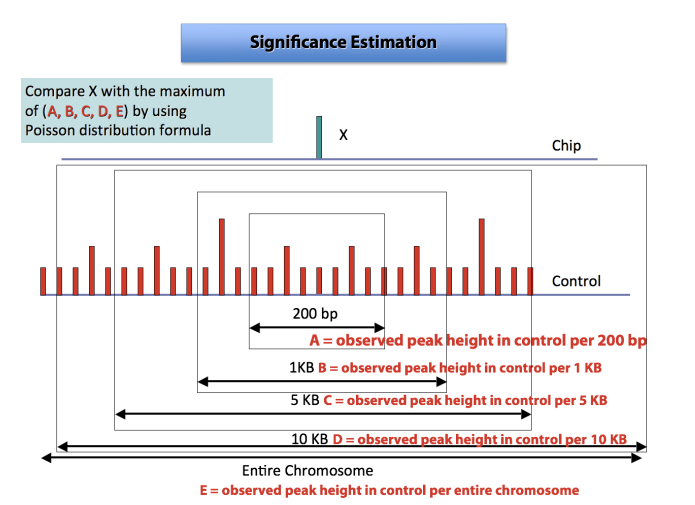 Significance Estimation
Compare X with the maximum
of (A, B, C, D, E) by using
Poisson distribution formula
X
Chip
Control
200 bp
A = observed peak height in control per 200 bp
1KB B = observed peak height in control per 1 KB
5 KB C = observed peak height in control per 5 KB
10 KB D = observed peak height in control per 10 KB
Entire Chromosome
E = observed peak height in control per entire chromosome